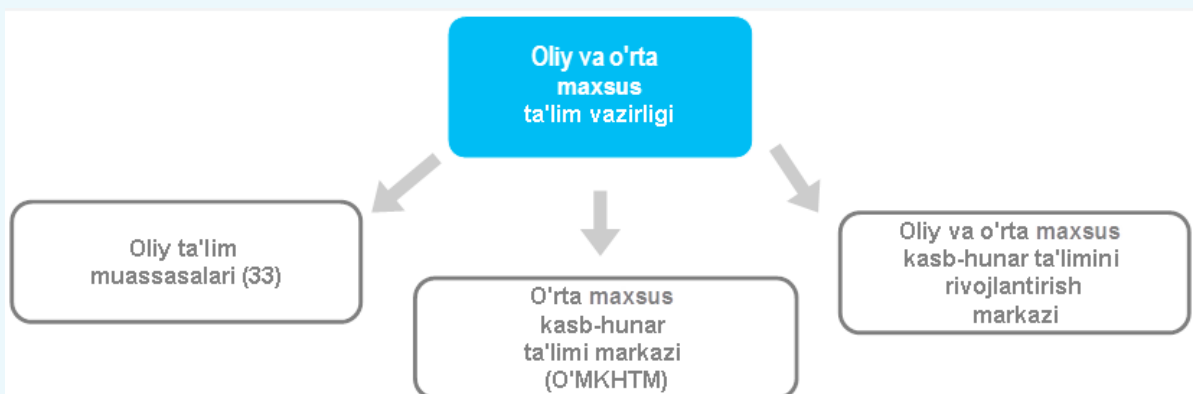 Oliy va o'rta
maxsus
ta'lim vazirligi
Oliy ta'lim
muassasalari (33)
O'rta maxsus
kasb-hunar
ta'limi markazi
(O'MKHTM)
Oliy va o'rta maxsus
kasb-hunar ta'limini
rivojlantirish
markazi